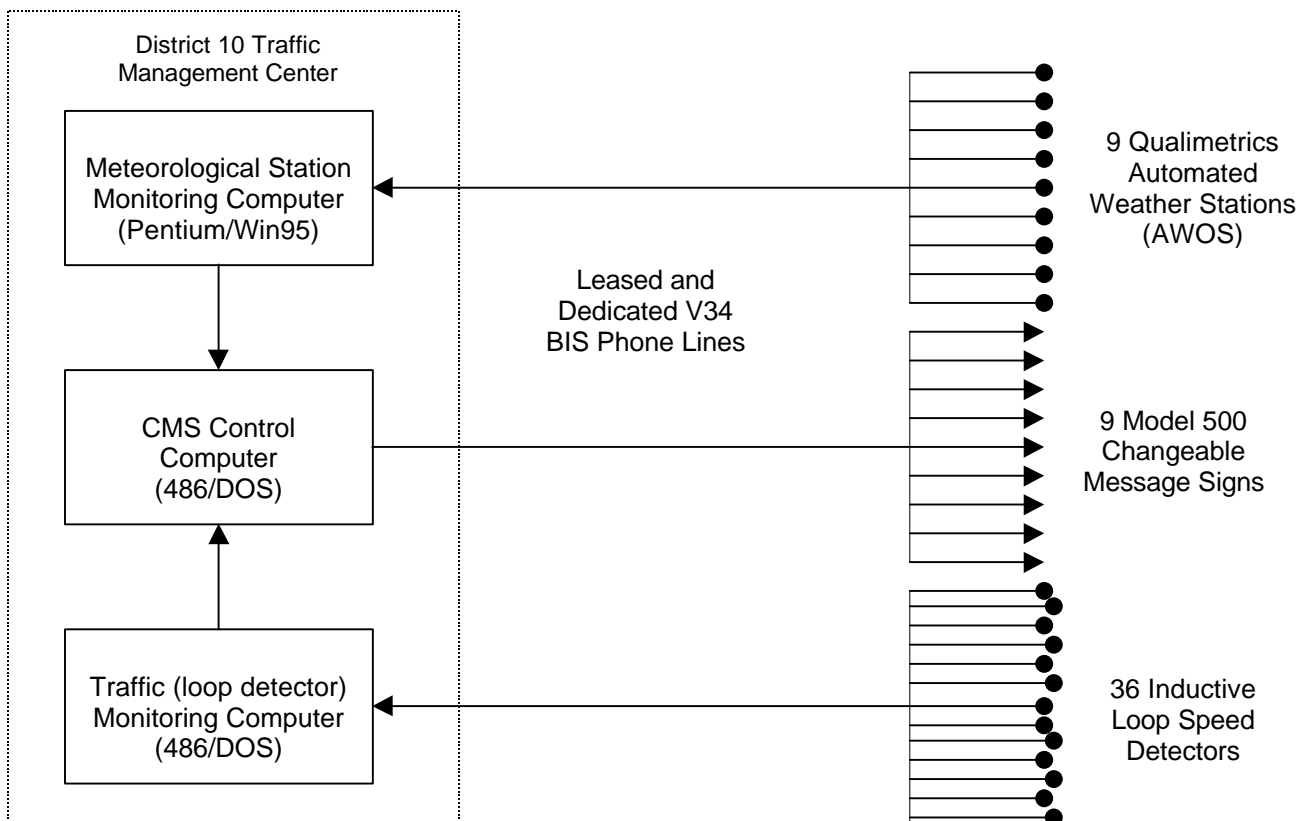 District 10 Traffic
Management Center
Meteorological Station
Monitoring Computer
(Pentium/Win95)
9 Qualimetrics
Automated
Weather Stations
(AWOS)
Leased and
Dedicated V34
BIS Phone Lines
CMS Control
Computer
(486/DOS)
9 Model 500
Changeable
Message Signs
Traffic (loop detector)
Monitoring Computer
(486/DOS)
36 Inductive
Loop Speed
Detectors